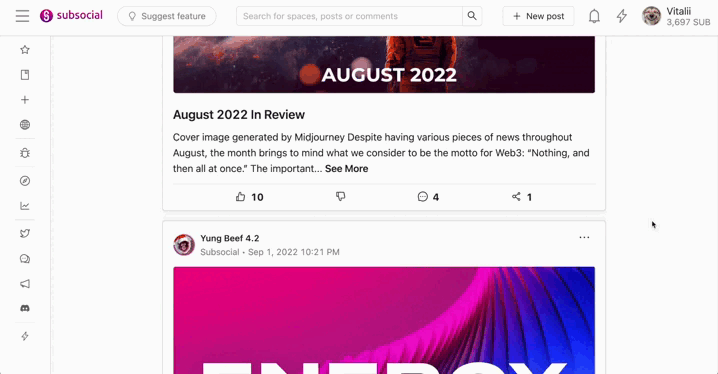 subsocial
Suggest feature
Search for spaces, posts or comments
+ New post
Vitalii
3,697 SUB
AUGUST 2022
August 2022 In Review
Cover image generated by Midjourney Despite having various pieces of news throughout
August, the month brings to mind what we consider to be the motto for Web3: “Nothing, and
then all at once.” The important... See More
10
4
1
Yung Beef 4.2
Subsocial • Sep 1, 2022 10:21 PM
ENERGY